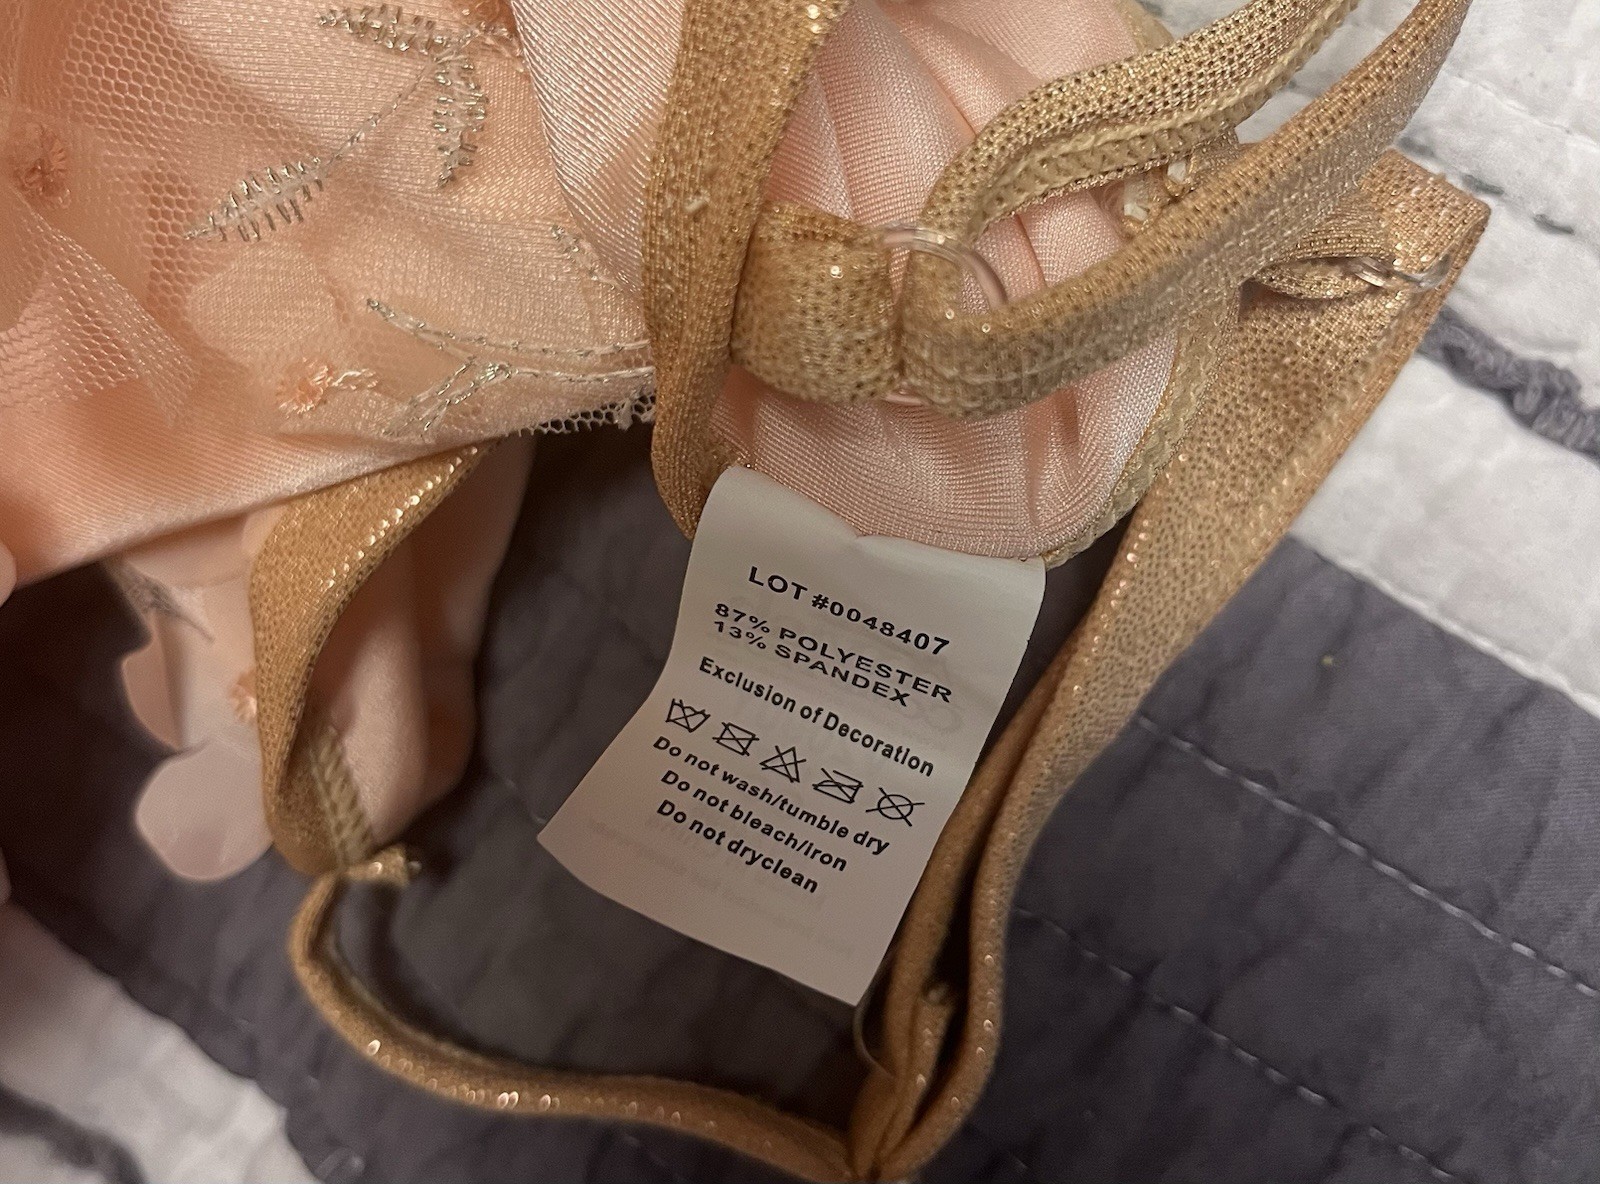 LOT #0048407
87% POLYESTER
13% SPANDEX
Exclusion of Decoration
Do not wash/tumble dry
Do not bleach/iron
Do not dryclean